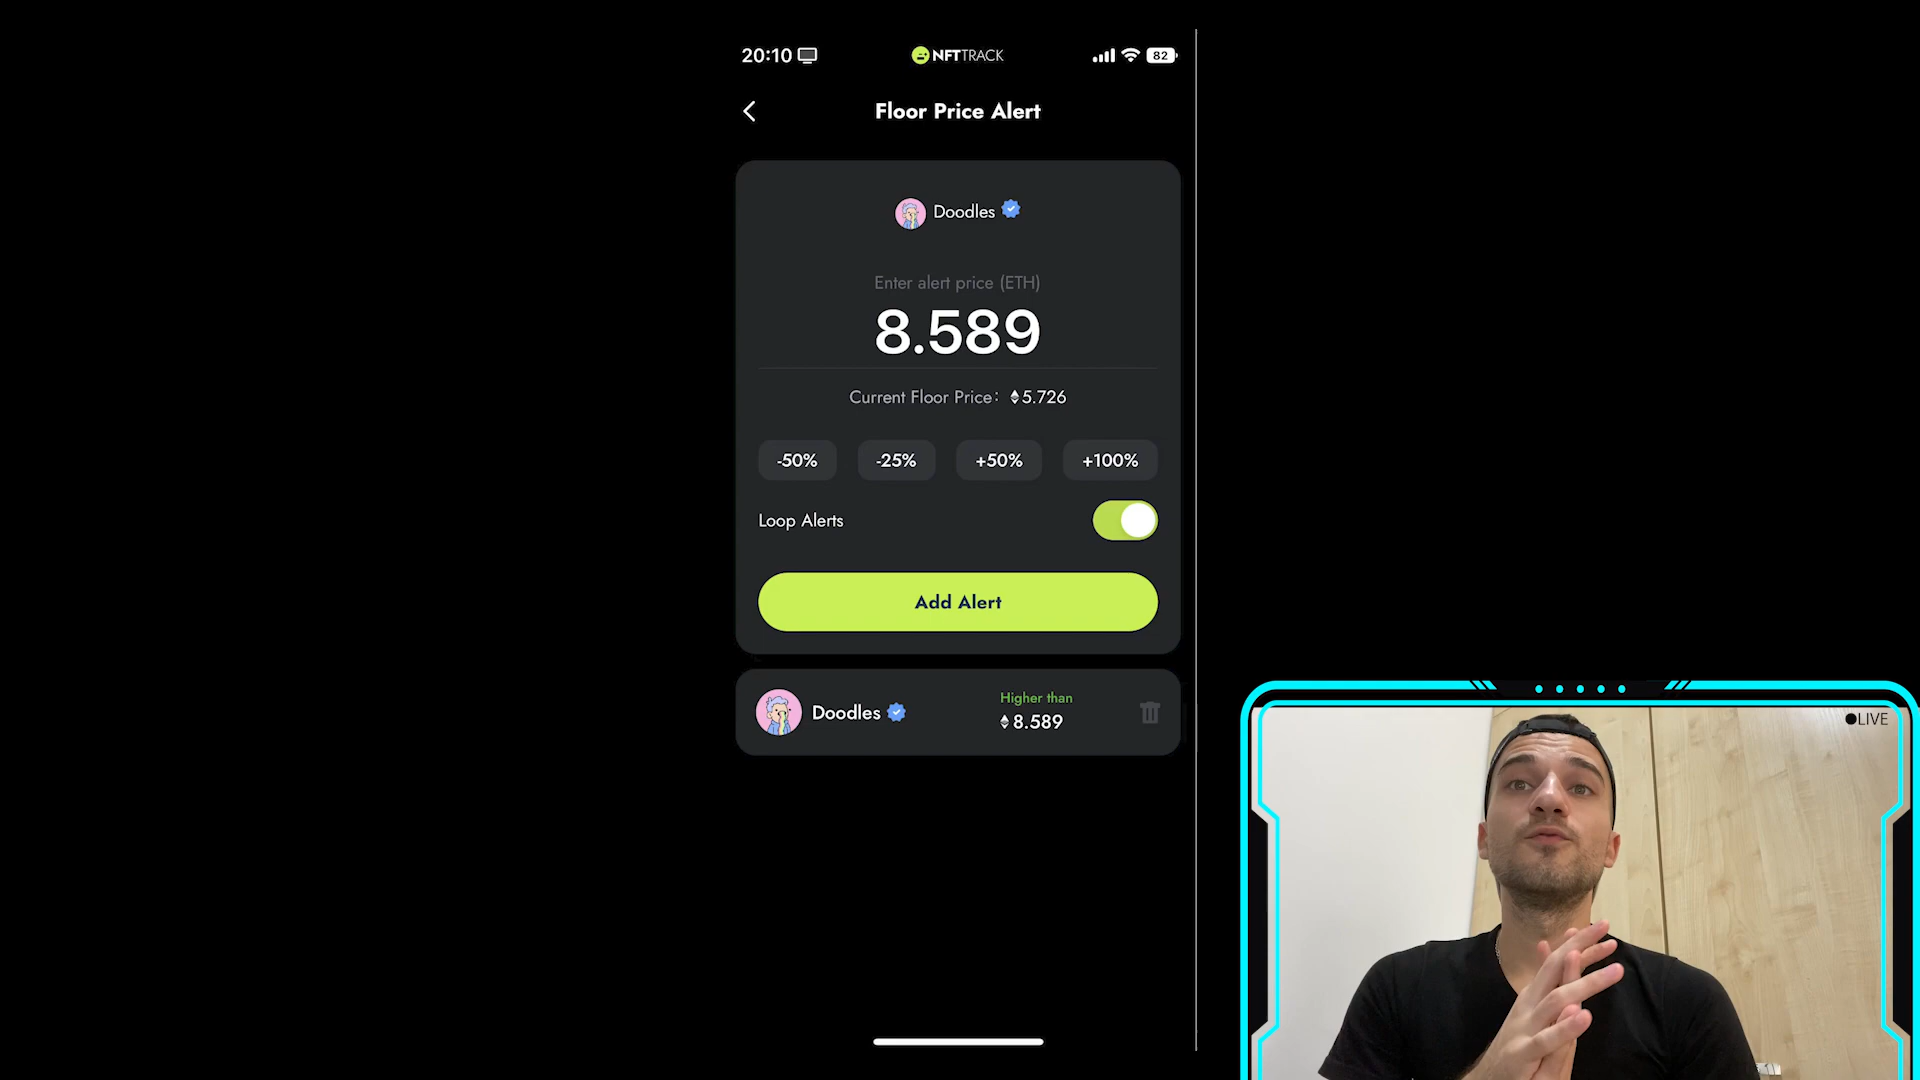 20:10
NFTTRACK
82
Floor Price Alert
Doodles
Enter alert price (ETH)
8.589
Current Floor Price: 5.726
-50% -25% +50% +100%
Loop Alerts
Add Alert
Doodles
Higher than
8.589
LIVE